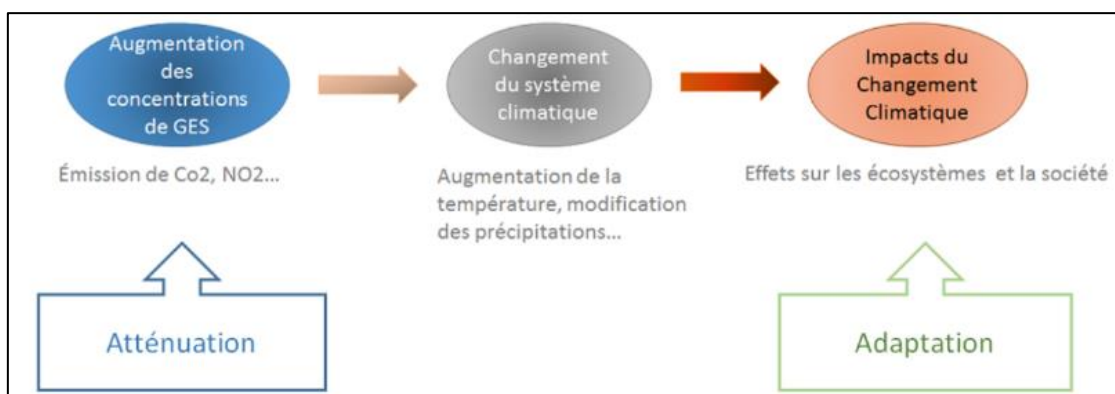 Augmentation
des
concentrations
de GES
Changement
du système
climatique
Impacts du
Changement
Climatique
Émission de Co2, NO2...
Augmentation de la
température, modification
des précipitations...
Effets sur les écosystèmes et la société
Atténuation
Adaptation